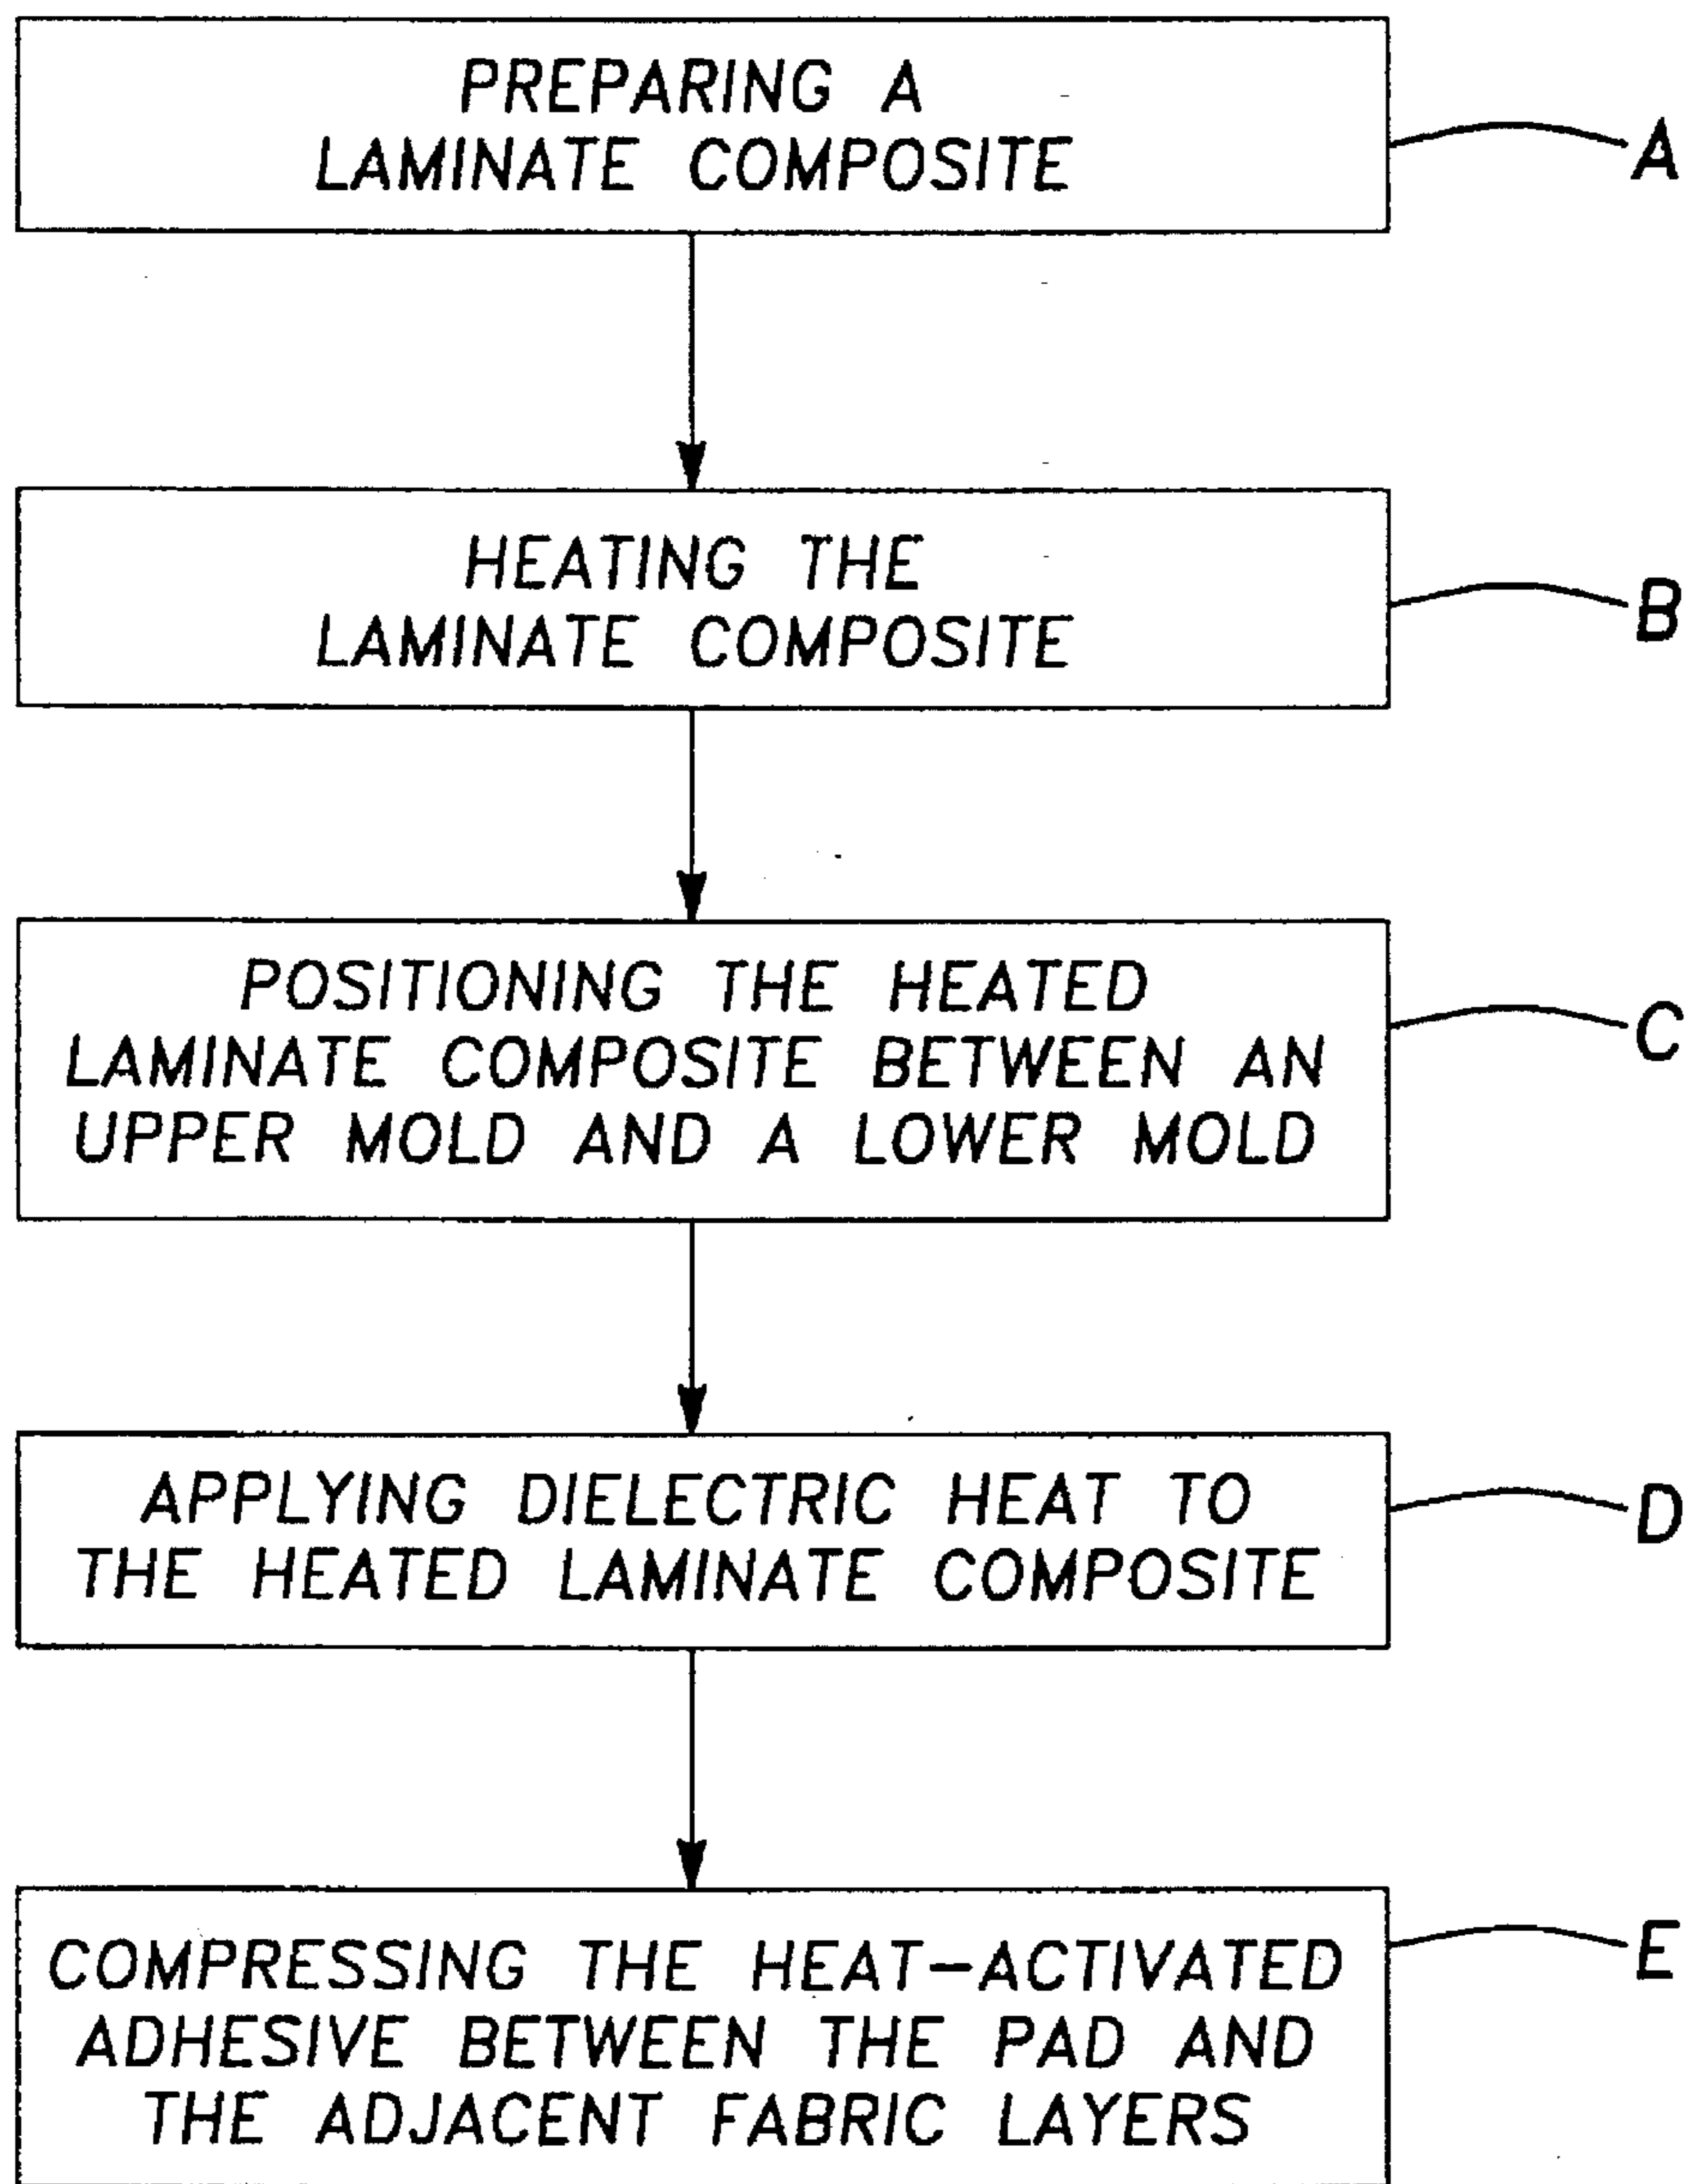 PREPARING A
LAMINATE COMPOSITE
A
HEATING THE
LAMINATE COMPOSITE
B
POSITIONING THE HEATED
LAMINATE COMPOSITE BETWEEN AN
UPPER MOLD AND A LOWER MOLD
C
APPLYING DIELECTRIC HEAT TO
THE HEATED LAMINATE COMPOSITE
D
COMPRESSING THE HEAT-ACTIVATED
ADHESIVE BETWEEN THE PAD AND
THE ADJACENT FABRIC LAYERS
E